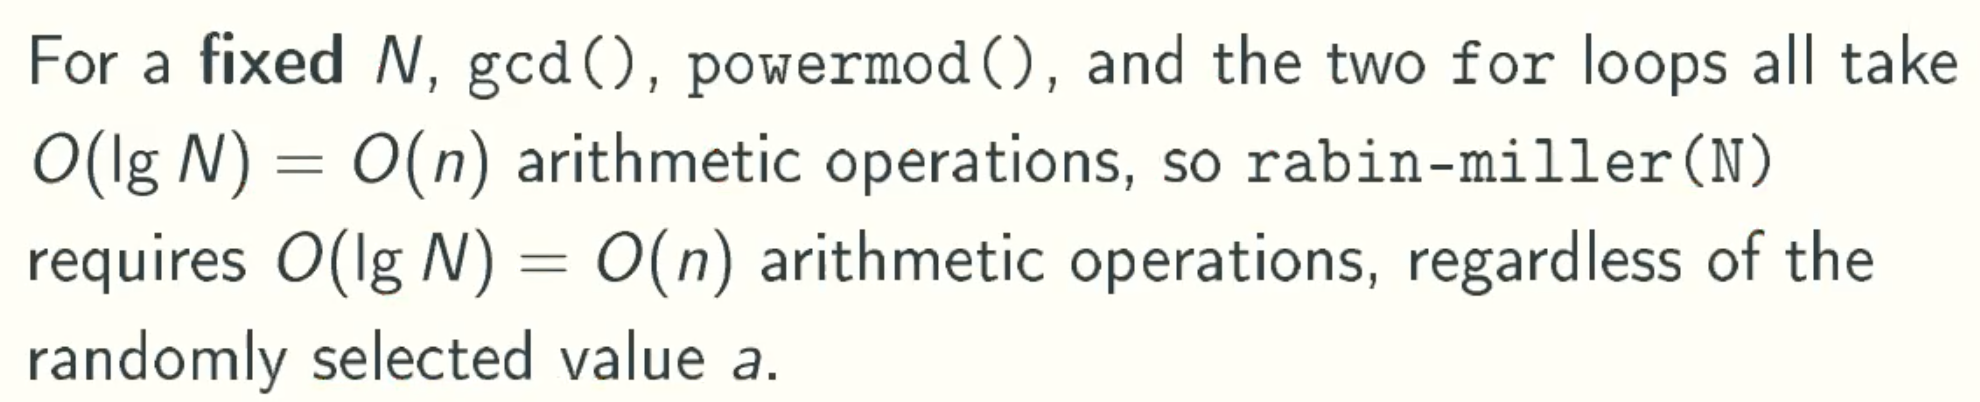 For a fixed N, gcd(), powermod(), and the two for loops all take
O(lg N) = O(n) arithmetic operations, so rabin-miller(N)
requires O(lg N) = O(n) arithmetic operations, regardless of the
randomly selected value a.